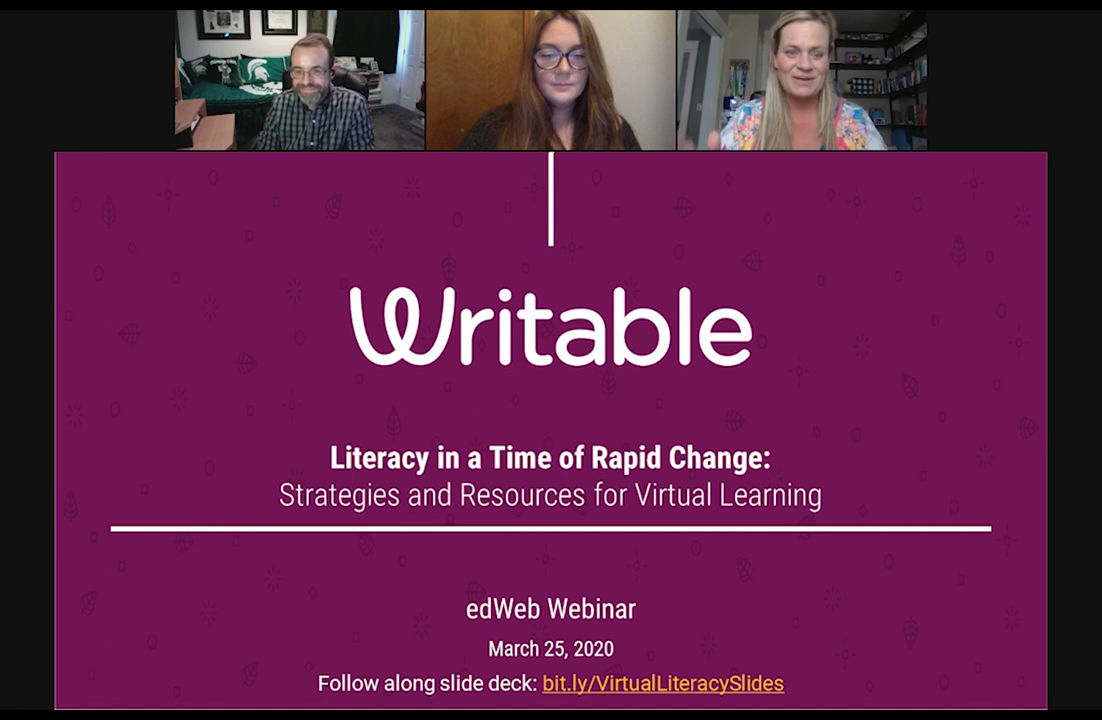 Writable
Literacy in a Time of Rapid Change:
Strategies and Resources for Virtual Learning
edWeb Webinar
March 25, 2020
Follow along slide deck: bit.ly/VirtualLiteracySlides